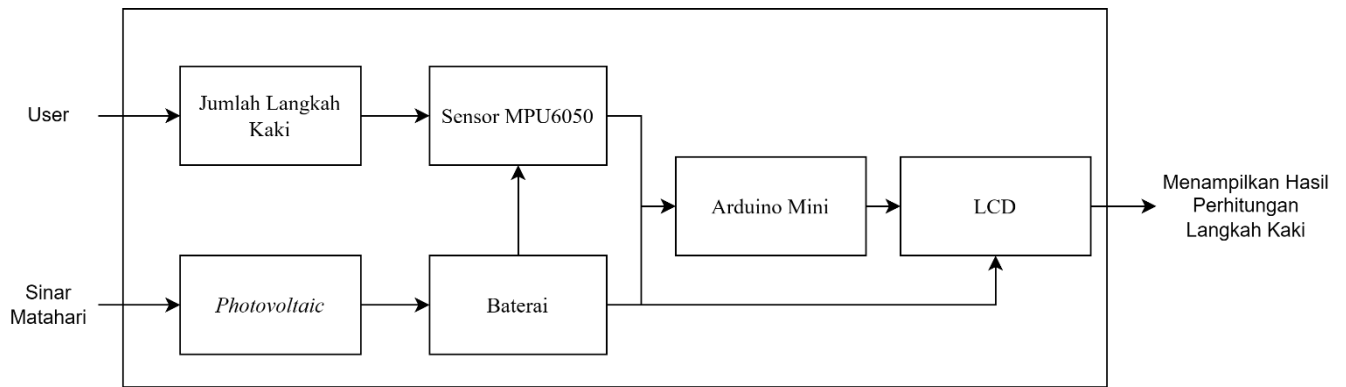 User
Jumlah Langkah
Kaki
Sensor MPU6050
Arduino Mini
LCD
Menampilkan Hasil
Perhitungan
Langkah Kaki
Sinar
Matahari
Photovoltaic
Baterai